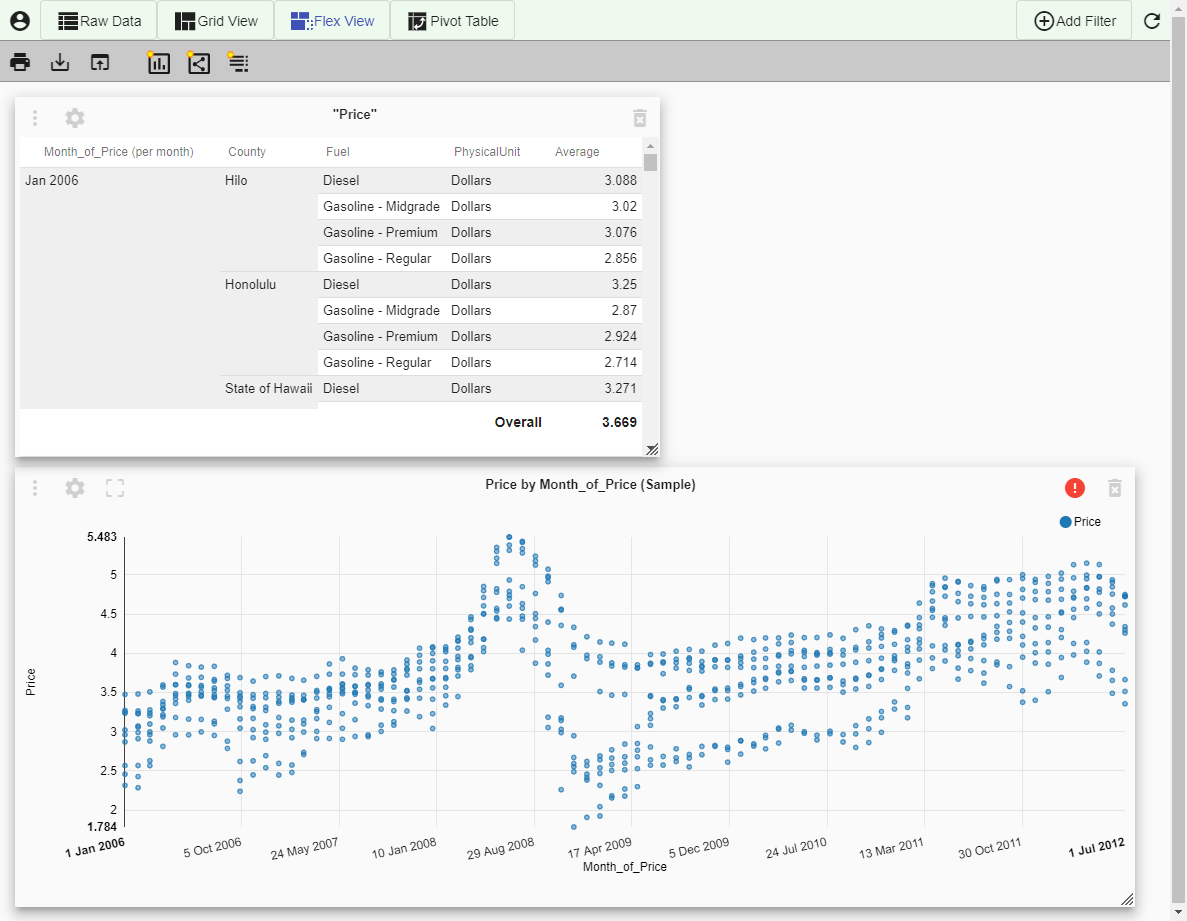 Raw Data Grid View Flex View Pivot Table Add Filter
"Price"
Month_of_Price (per month) County Fuel PhysicalUnit Average
Jan 2006 Hilo Diesel Dollars 3.088
Gasoline - Midgrade Dollars 3.02
Gasoline - Premium Dollars 3.076
Gasoline - Regular Dollars 2.856
Honolulu Diesel Dollars 3.25
Gasoline - Midgrade Dollars 2.87
Gasoline - Premium Dollars 2.924
Gasoline - Regular Dollars 2.714
State of Hawaii Diesel Dollars 3.271
Overall 3.669
Price by Month_of_Price (Sample)
Price
5.483
5
4.5
4
3.5
3
2.5
2
1.784
Price
1 Jan 2006 5 Oct 2006 24 May 2007 10 Jan 2008 29 Aug 2008 17 Apr 2009 5 Dec 2009 24 Jul 2010 13 Mar 2011 30 Oct 2011 1 Jul 2012
Month_of_Price